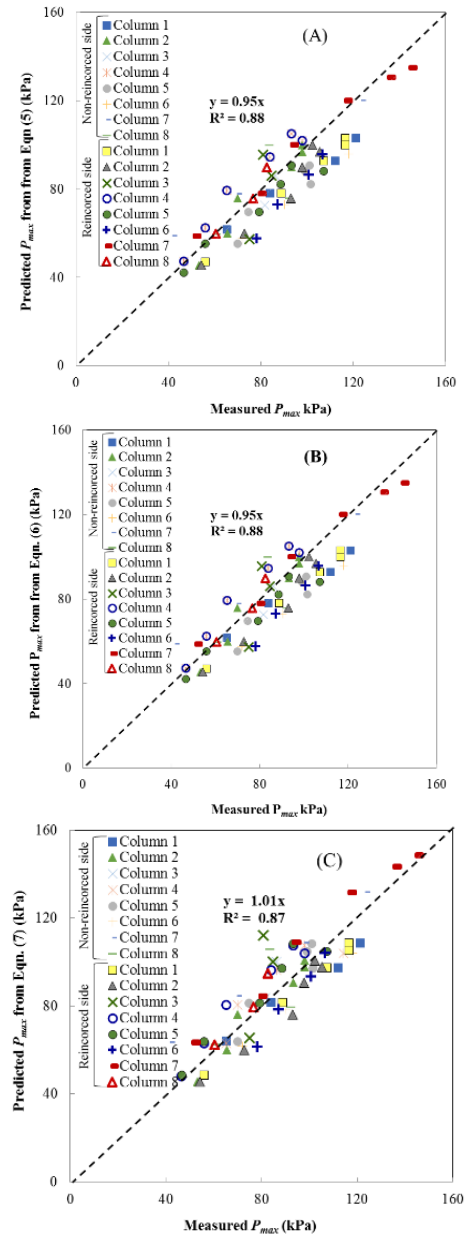 (A)
Predicted Pmax from from Eqn (5) (kPa)
160
120
80
40
0
Non-reinforced side
Column 1
Column 2
Column 3
Column 4
Column 5
Column 6
Column 7
Column 8
Reincorced side
Column 1
Column 2
Column 3
Column 4
Column 5
Column 6
Column 7
Column 8
y = 0.95x
R² = 0.88
0
40
80
120
160
Measured Pmax kPa)
(B)
Predicted Pmax from from Eqn. (6) (kPa)
160
120
80
40
0
Non-reincorced side
Column 1
Column 2
Column 3
Column 4
Column 5
Column 6
Column 7
Column 8
Reincorced side
Column 1
Column 2
Column 3
Column 4
Column 5
Column 6
Column 7
Column 8
y = 0.95x
R² = 0.88
0
40
80
120
160
Measured Pmax kPa)
(C)
Predicted Pmax from Eqn. (7) (kPa)
160
120
80
40
0
Non-reincorced side
Column 1
Column 2
Column 3
Column 4
Column 5
Column 6
Column 7
Column 8
Reincorced side
Column 1
Column 2
Column 3
Column 4
Column 5
Column 6
Column 7
Column 8
y = 1.01x
R² = 0.87
0
40
80
120
160
Measured Pmax (kPa)